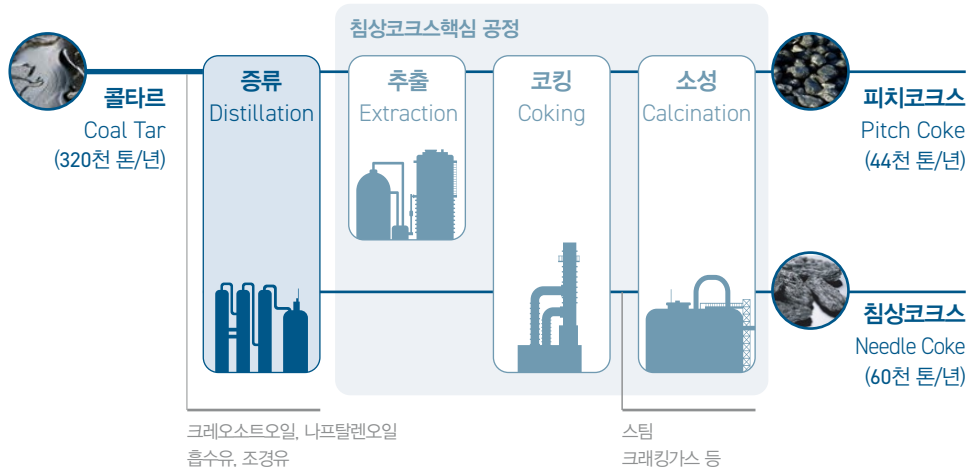 침상코크스핵심 공정
콜타르
Coal Tar
(320천 톤/년)
증류
Distillation
추출
Extraction
코킹
Coking
소성
Calcination
피치코크스
Pitch Coke
(44천 톤/년)
침상코크스
Needle Coke
(60천 톤/년)
크레오소트오일, 나프탈렌오일
흡수유, 조경유
스팀
크래킹가스 등